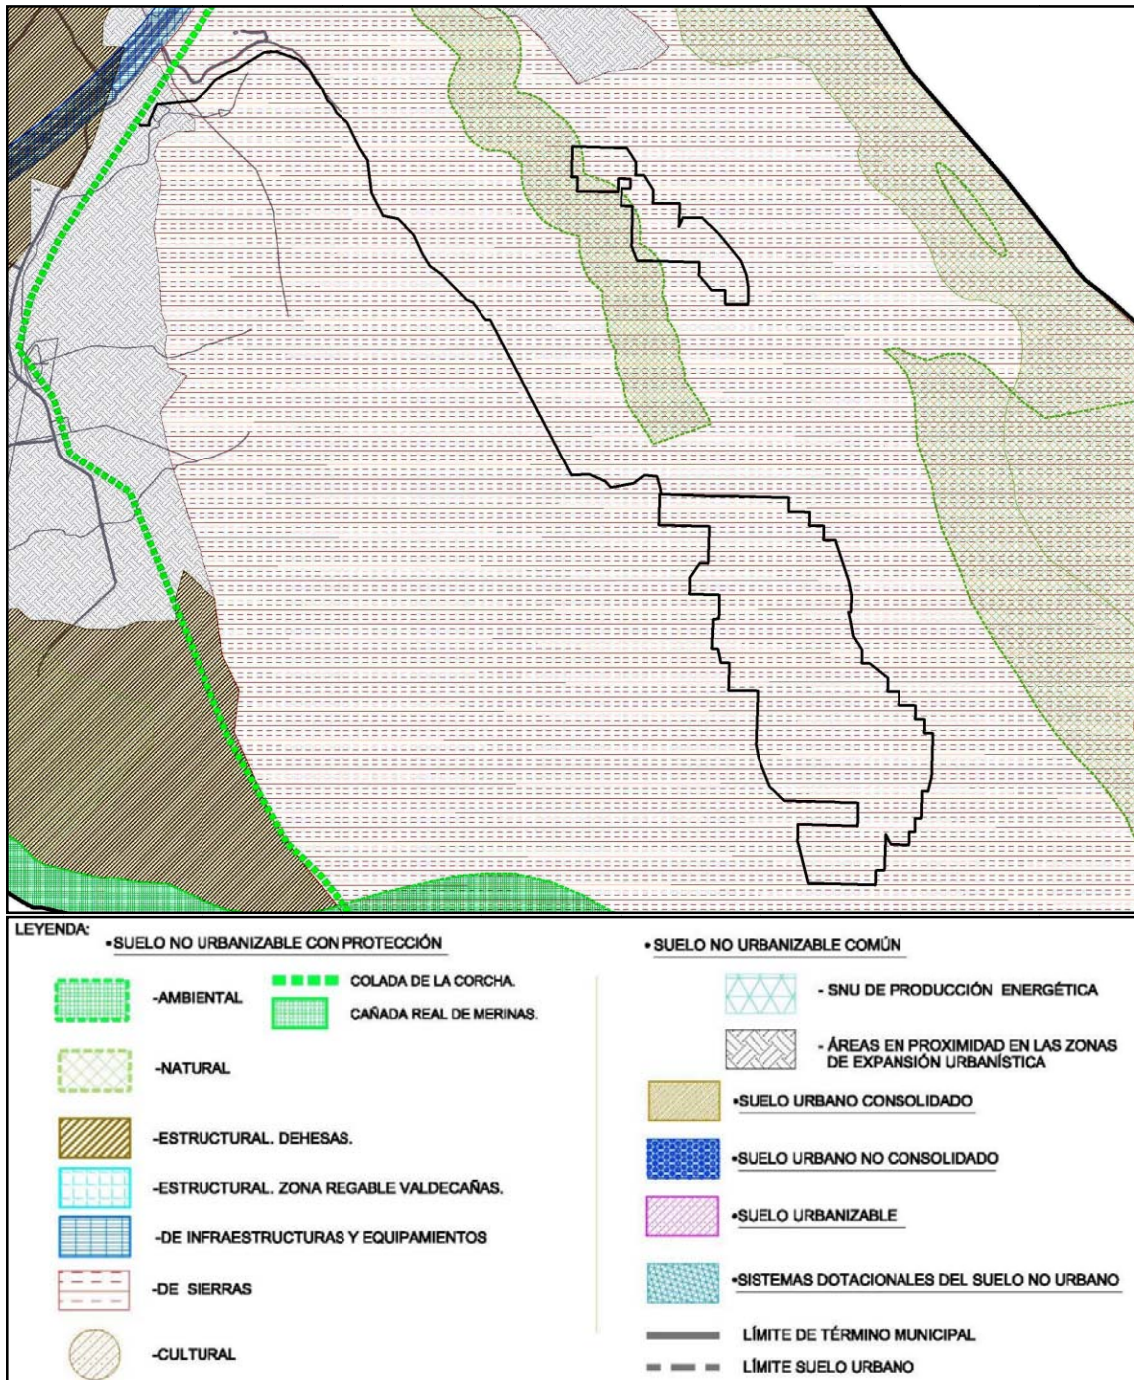 LEYENDA:
•SUELO NO URBANIZABLE CON PROTECCIÓN
-AMBIENTAL
COLADA DE LA CORCHA.
CAÑADA REAL DE MERINAS.
-NATURAL
-ESTRUCTURAL. DEHESAS.
-ESTRUCTURAL. ZONA REGABLE VALDECAÑAS.
-DE INFRAESTRUCTURAS Y EQUIPAMIENTOS
-DE SIERRAS
-CULTURAL
• SUELO NO URBANIZABLE COMÚN
- SNU DE PRODUCCIÓN ENERGÉTICA
- ÁREAS EN PROXIMIDAD EN LAS ZONAS
DE EXPANSIÓN URBANÍSTICA
•SUELO URBANO CONSOLIDADO
•SUELO URBANO NO CONSOLIDADO
•SUELO URBANIZABLE
•SISTEMAS DOTACIONALES DEL SUELO NO URBANO
LÍMITE DE TÉRMINO MUNICIPAL
LÍMITE SUELO URBANO